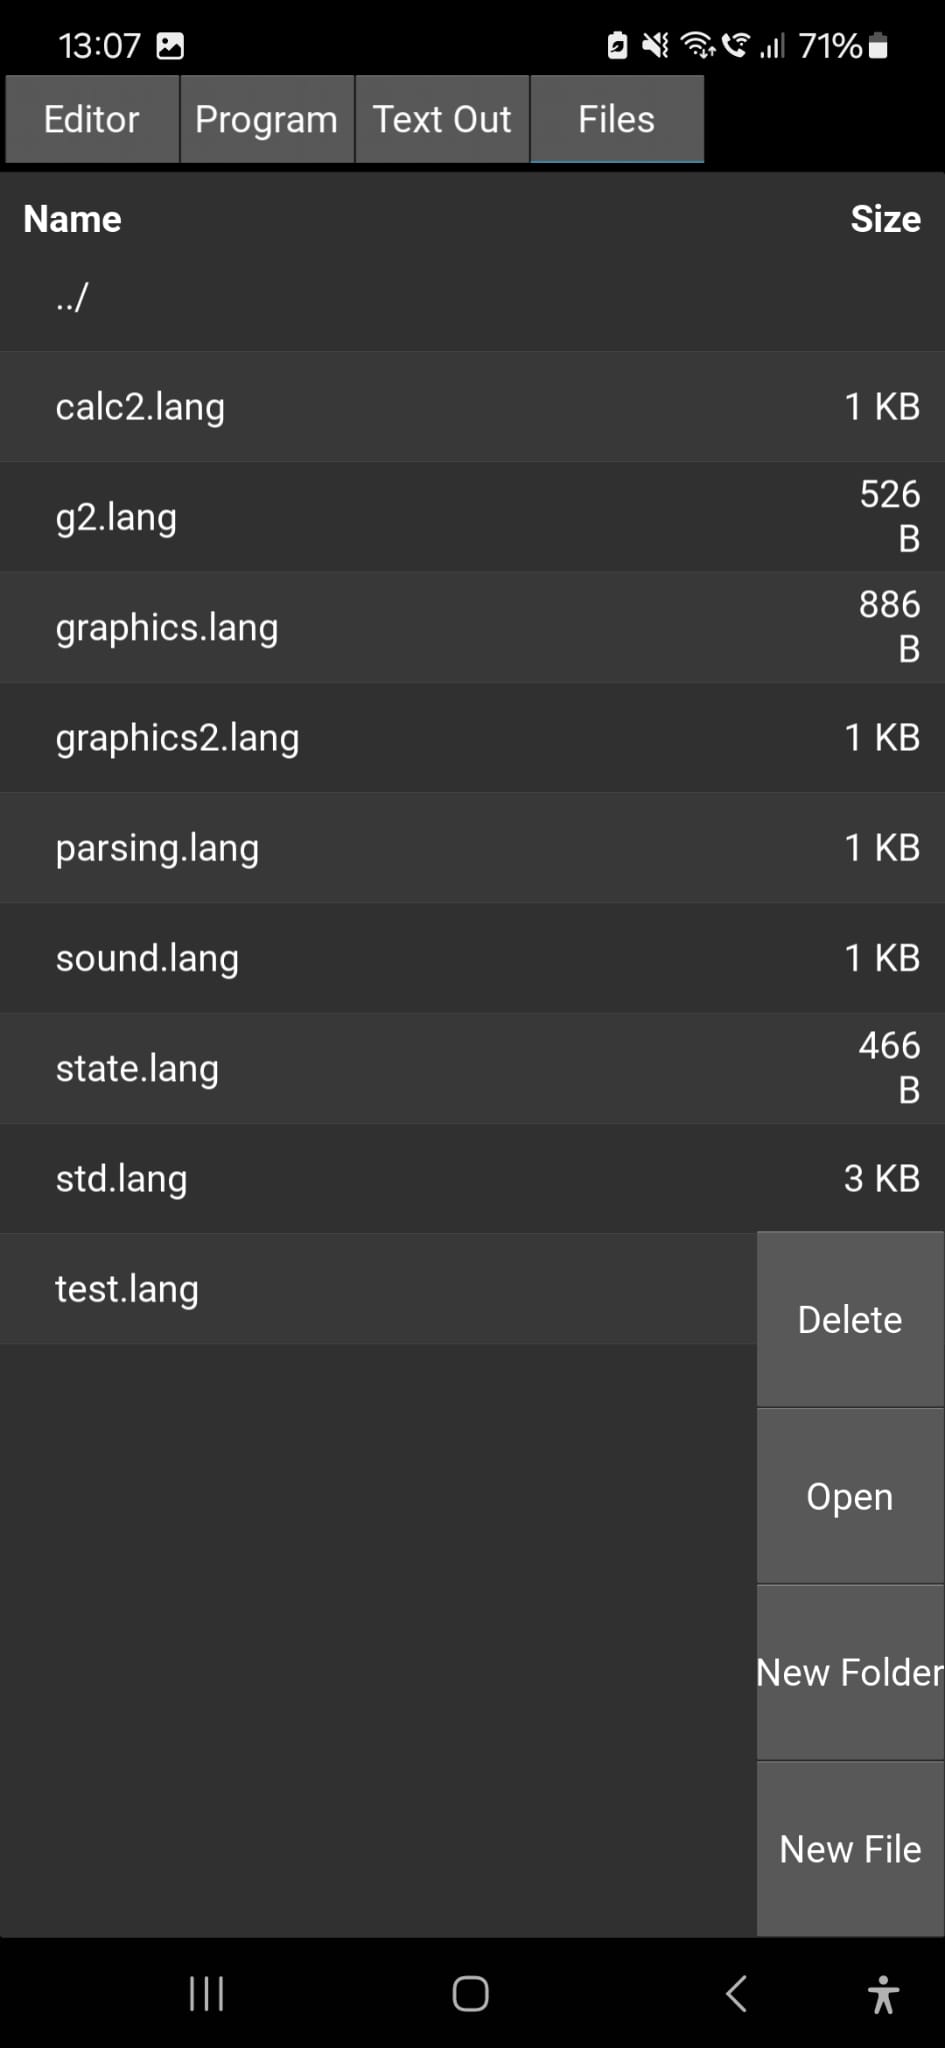 13:07 71%
Editor Program Text Out Files
Name Size
../
calc2.lang 1 KB
g2.lang 526 B
graphics.lang 886 B
graphics2.lang 1 KB
parsing.lang 1 KB
sound.lang 1 KB
state.lang 466 B
std.lang 3 KB
test.lang
Delete
Open
New Folder
New File